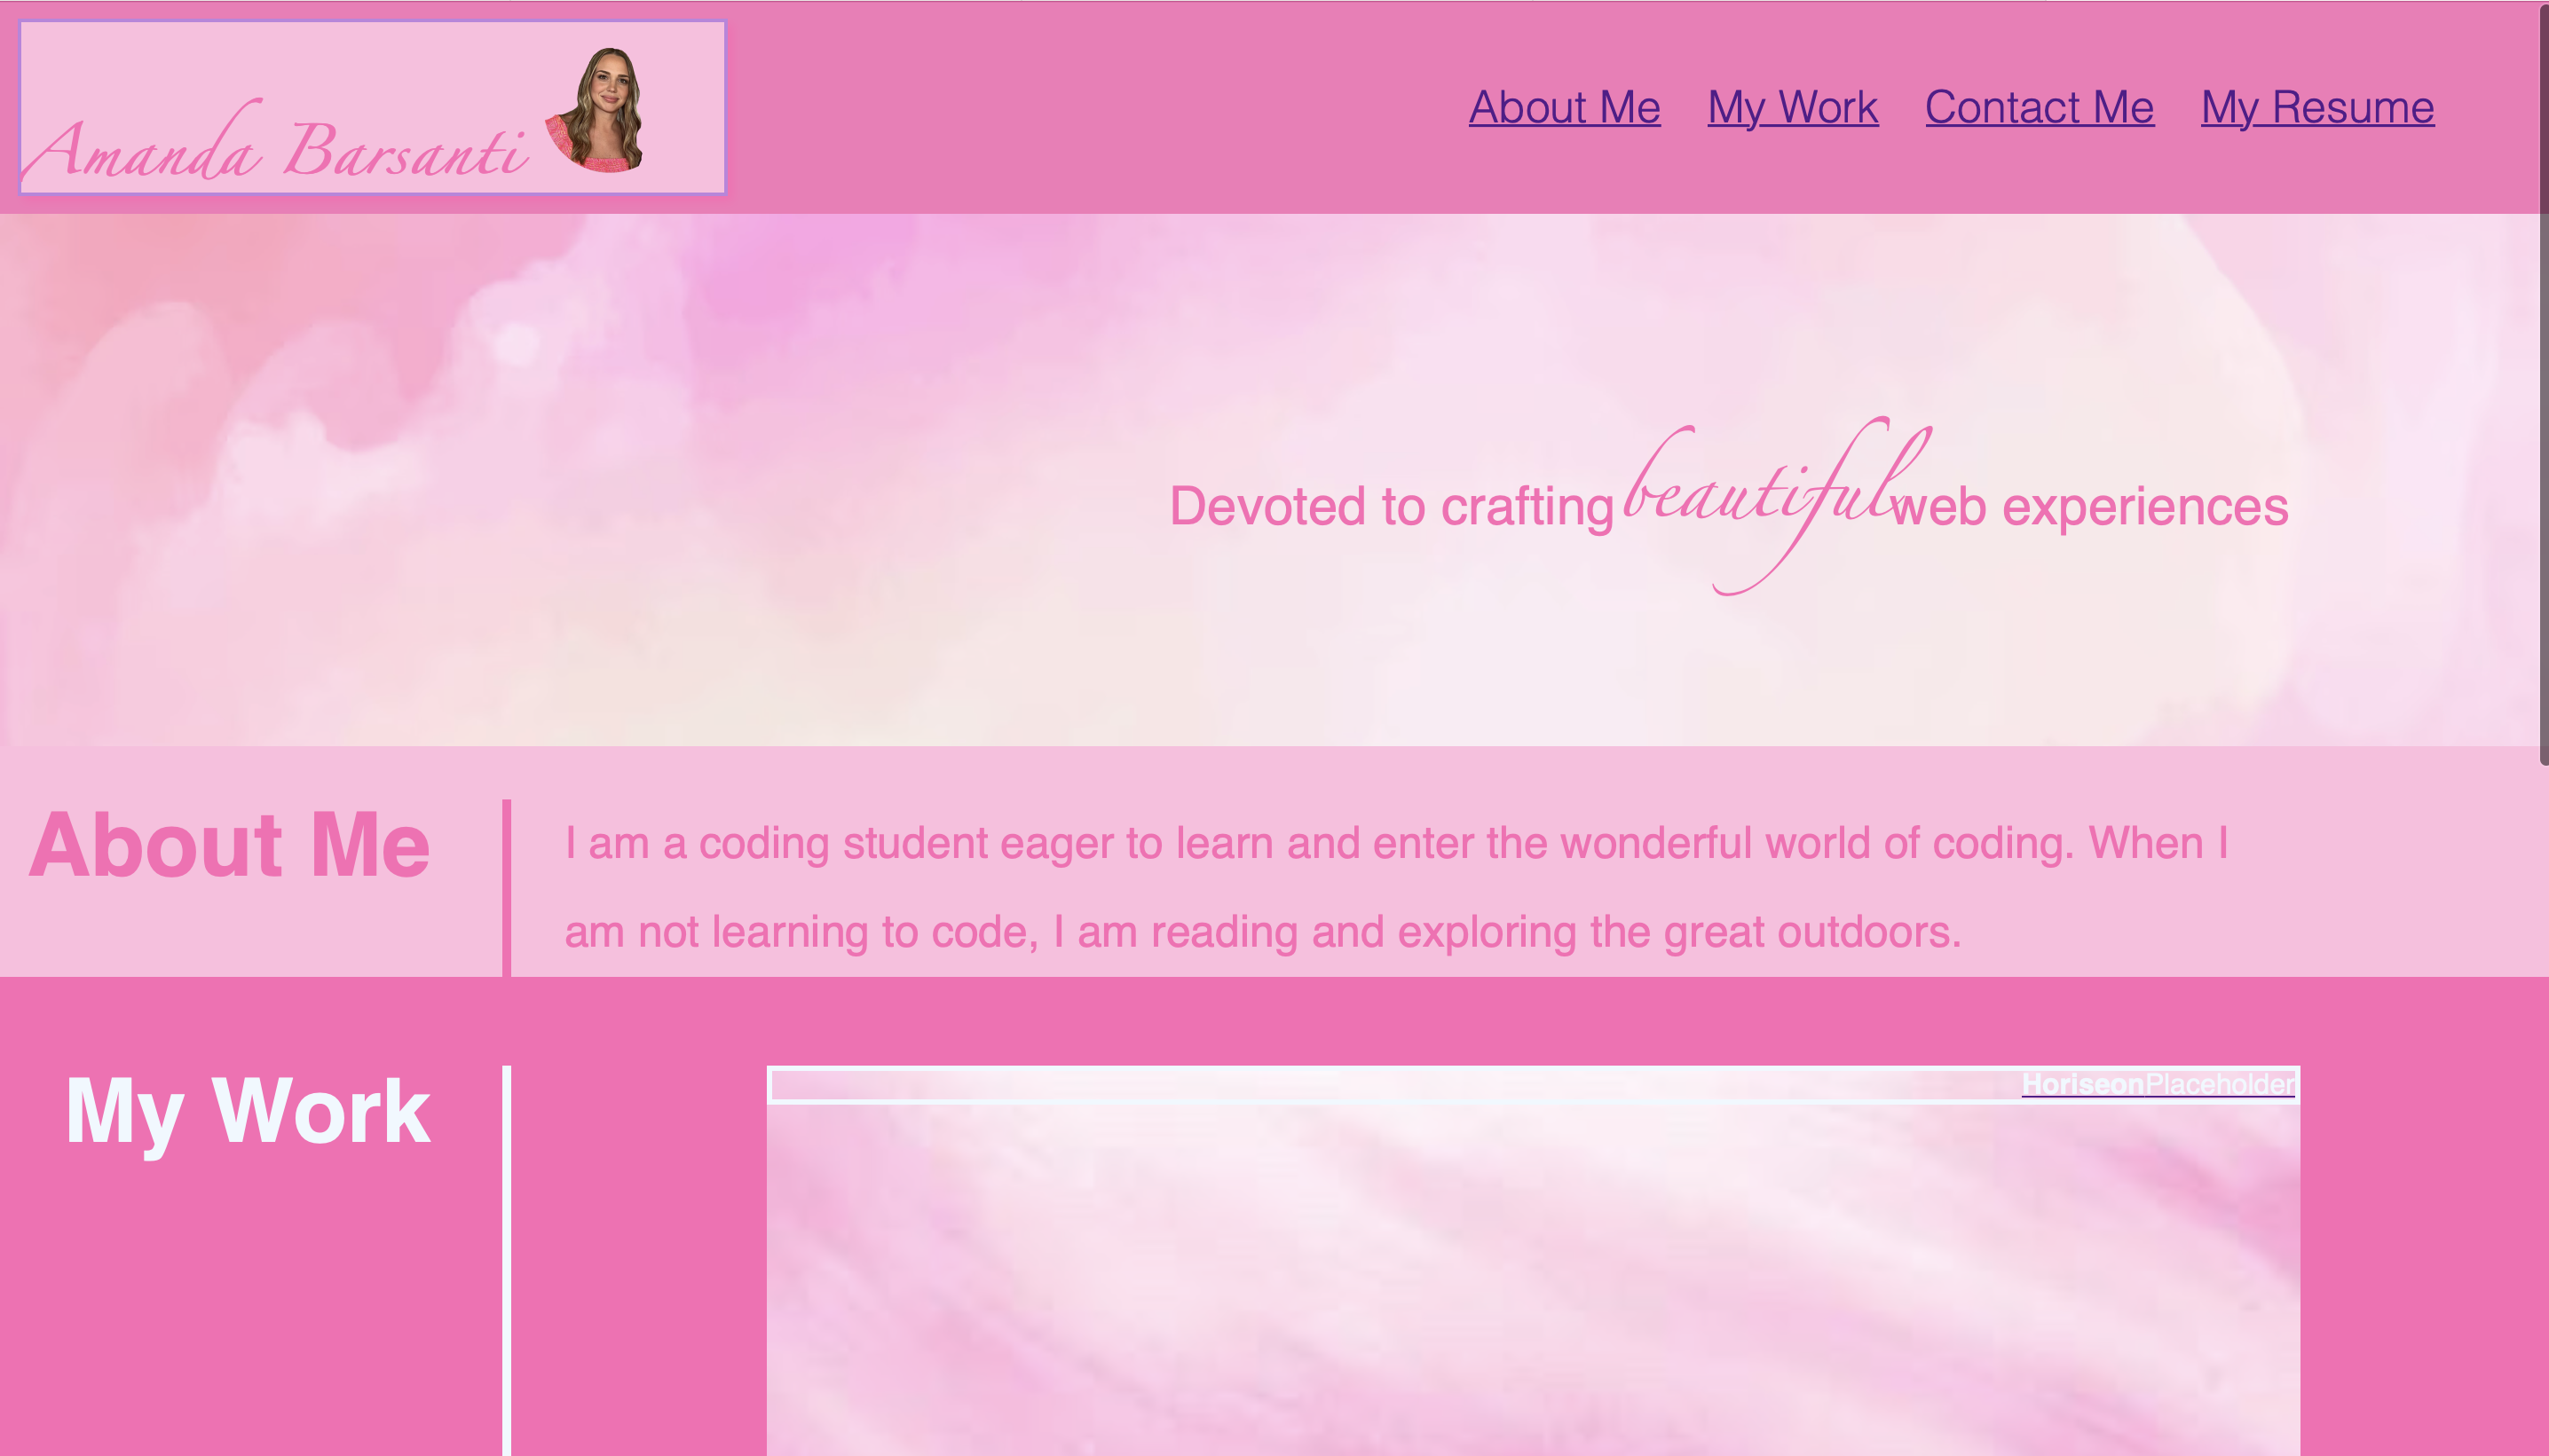 Amanda Barsanti
About Me My Work Contact Me My Resume
Devoted to crafting beautiful web experiences
About Me
I am a coding student eager to learn and enter the wonderful world of coding. When I
am not learning to code, I am reading and exploring the great outdoors.
My Work
HoriseonPlaceholder